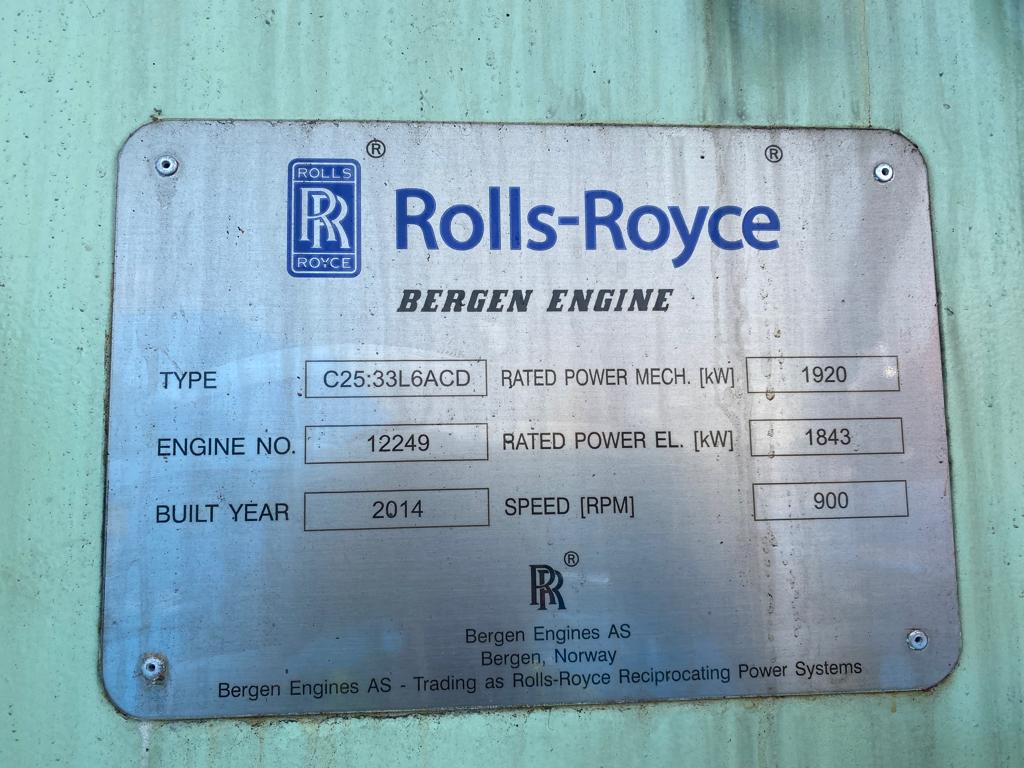 ® ®
ROLLS
RR
ROYCE
Rolls-Royce
BERGEN ENGINE
TYPE C25:33L6ACD RATED POWER MECH. [kW] 1920
ENGINE NO. 12249 RATED POWER EL. [kW] 1843
BUILT YEAR 2014 SPEED [RPM] 900
RR ®
Bergen Engines AS
Bergen, Norway
Bergen Engines AS - Trading as Rolls-Royce Reciprocating Power Systems